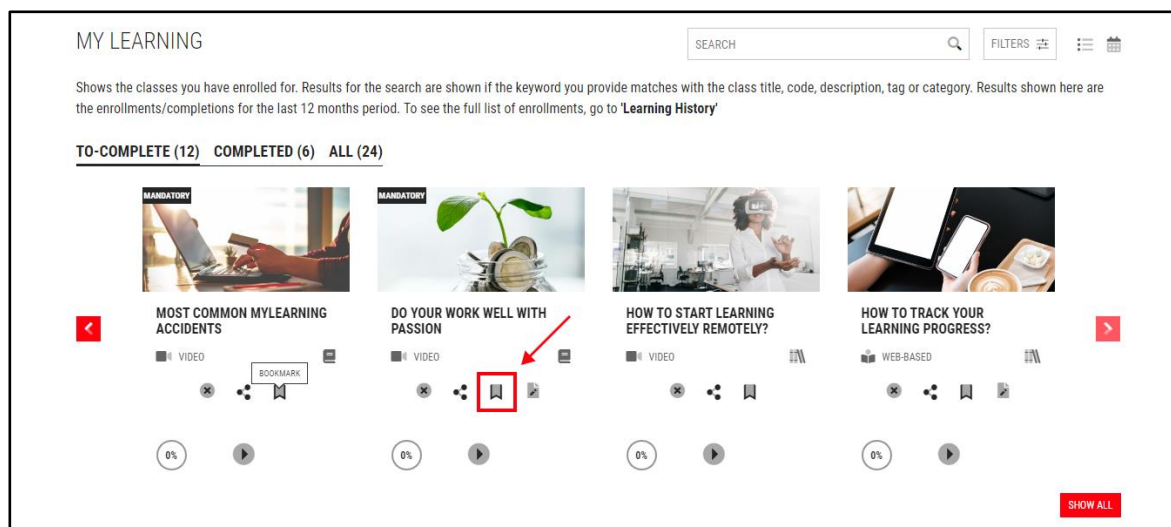 MY LEARNING
SEARCH
FILTERS
Shows the classes you have enrolled for. Results for the search are shown if the keyword you provide matches with the class title, code, description, tag or category. Results shown here are
the enrollments/completions for the last 12 months period. To see the full list of enrollments, go to 'Learning History'
TO-COMPLETE (12) COMPLETED (6) ALL (24)
MANDATORY
MANDATORY
MOST COMMON MYLEARNING
ACCIDENTS
VIDEO
BOOKMARK
0%
DO YOUR WORK WELL WITH
PASSION
VIDEO
0%
HOW TO START LEARNING
EFFECTIVELY REMOTELY?
VIDEO
0%
HOW TO TRACK YOUR
LEARNING PROGRESS?
WEB-BASED
0%
SHOW ALL